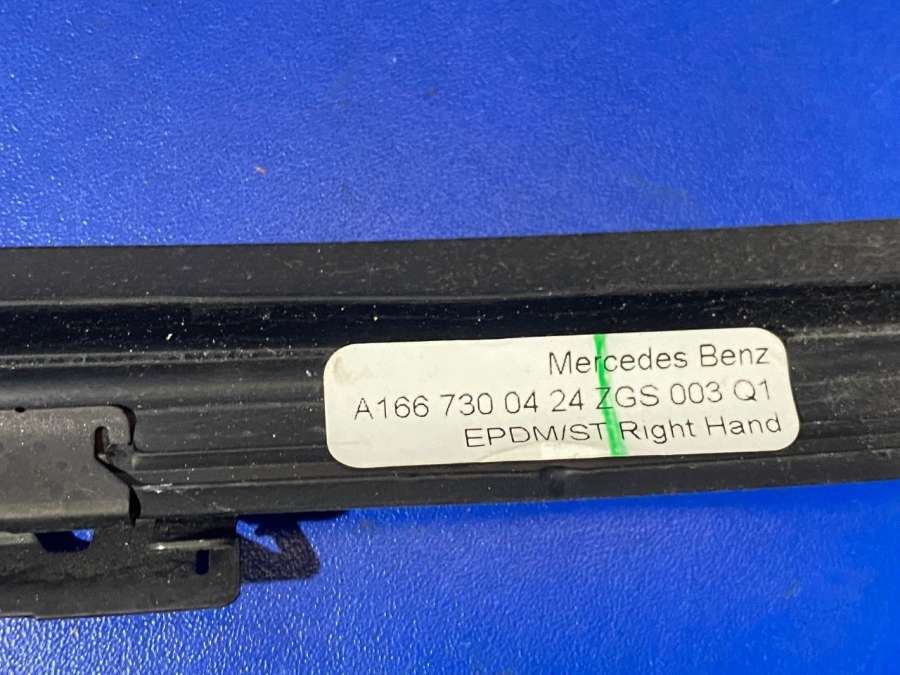 Mercedes Benz
A166 730 04 24 ZGS 003 Q1
EPDM/ST Right Hand